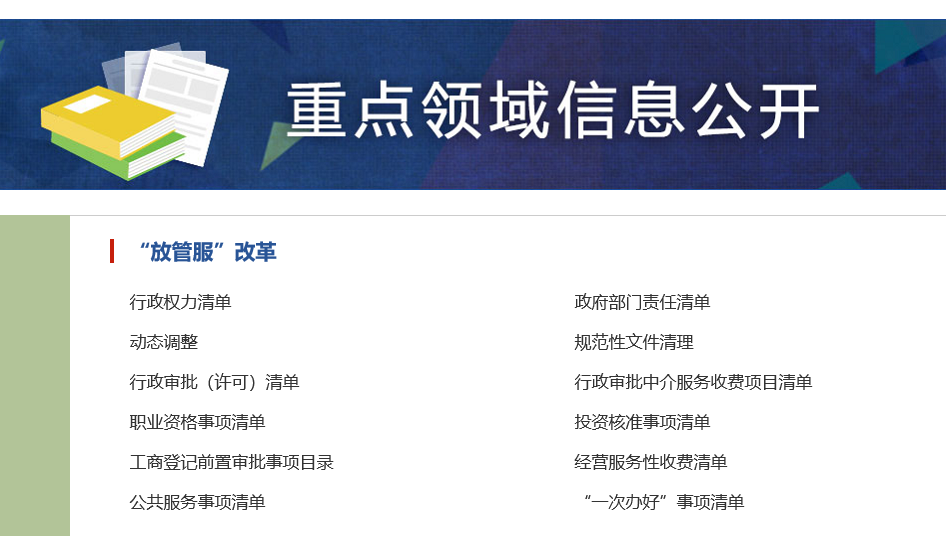 重点领域信息公开
“放管服”改革
行政权力清单
政府部门责任清单
动态调整
规范性文件清理
行政审批（许可）清单
行政审批中介服务收费项目清单
职业资格事项清单
投资核准事项清单
工商登记前置审批事项目录
经营服务性收费清单
公共服务事项清单
“一次办好”事项清单